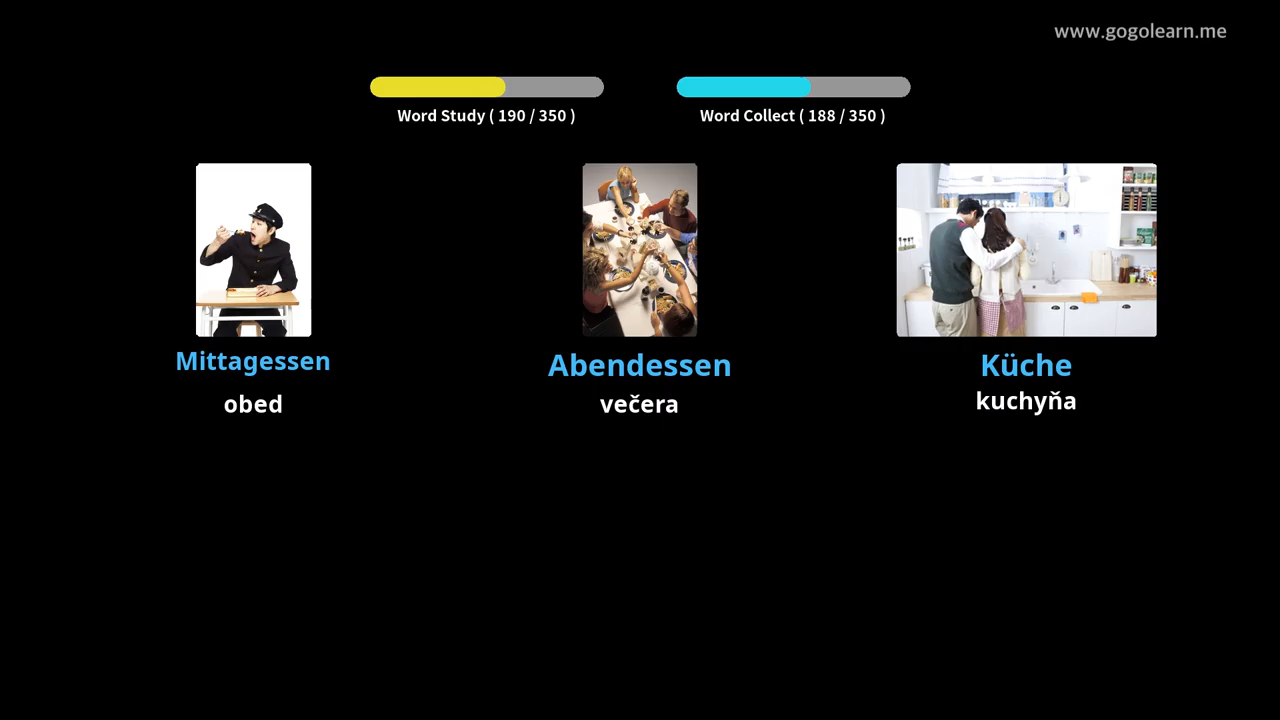 www.gogolearn.me
Word Study ( 190 / 350 )
Word Collect ( 188 / 350 )
Mittagessen
obed
Abendessen
večera
Küche
kuchyňa